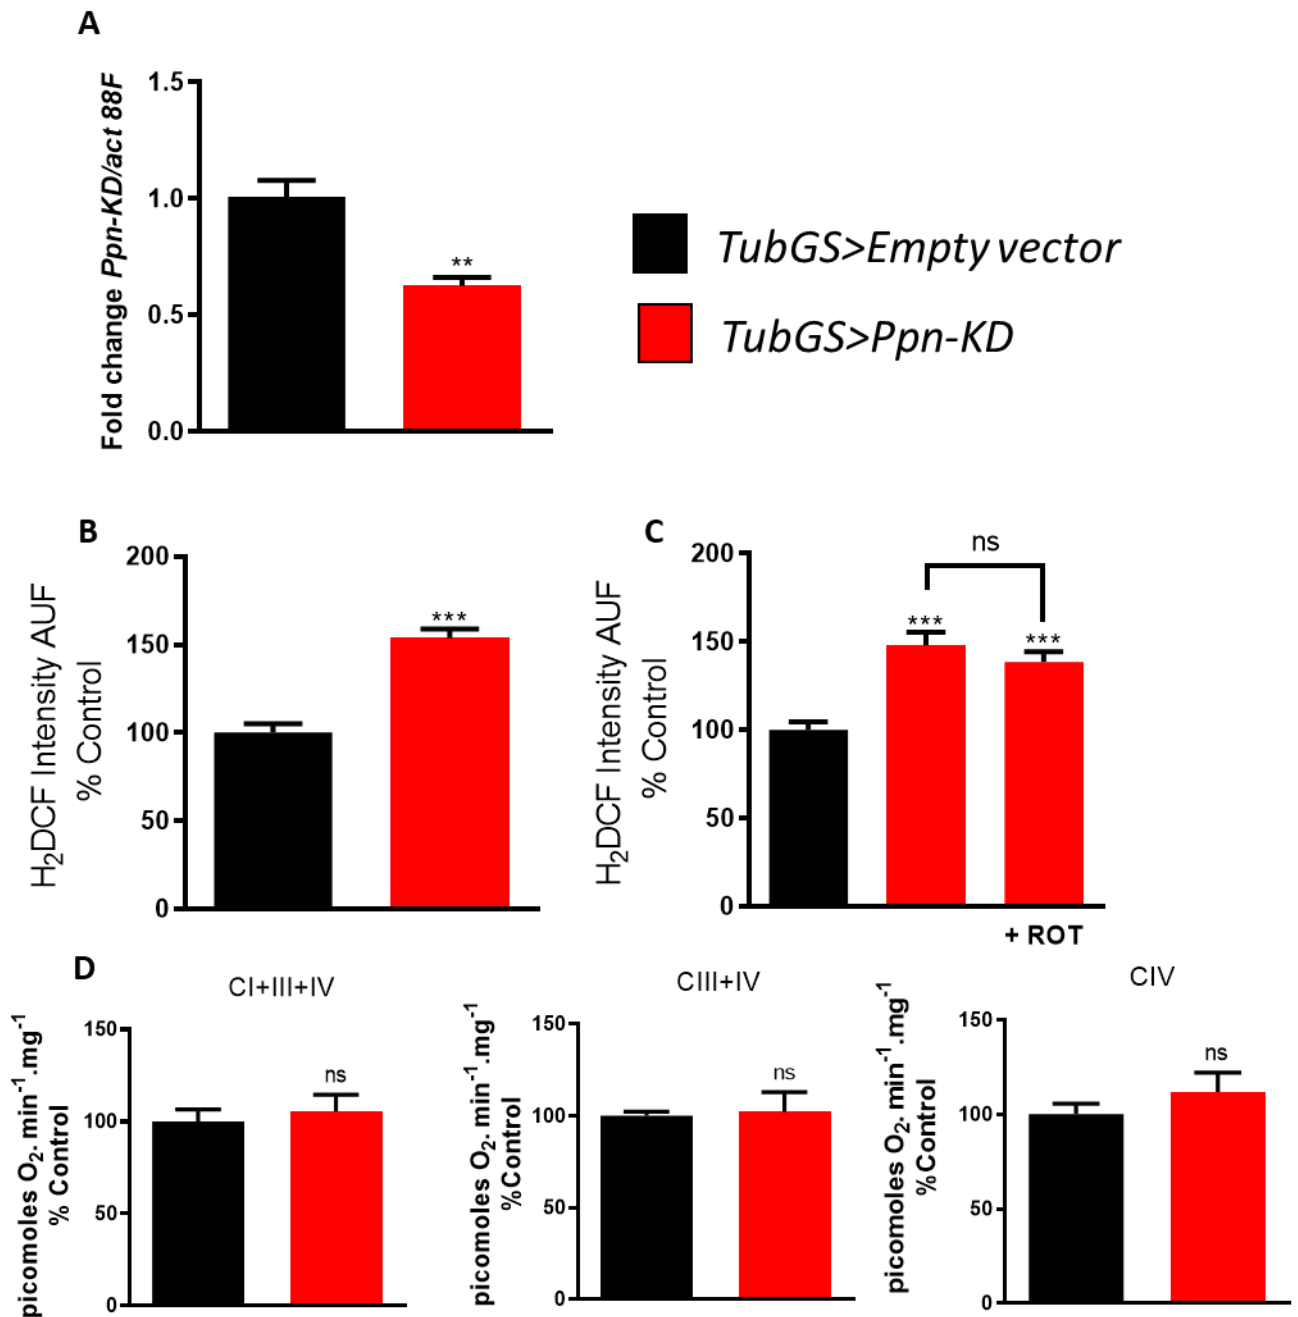 A
Fold change Ppn-KD/act 88F
1.5
1.0
0.5
0.0
**
TubGS>Empty vector
TubGS>Ppn-KD
B
H₂DCF Intensity AUF
% Control
200
150
100
50
0
***
C
H₂DCF Intensity AUF
% Control
200
150
100
50
0
ns
***
***
+ ROT
D
CI+III+IV
picomoles O₂. min⁻¹.mg⁻¹
% Control
150
100
50
0
ns
CIII+IV
picomoles O₂. min⁻¹.mg⁻¹
%Control
150
100
50
0
ns
CIV
picomoles O₂. min⁻¹.mg⁻¹
%Control
150
100
50
0
ns